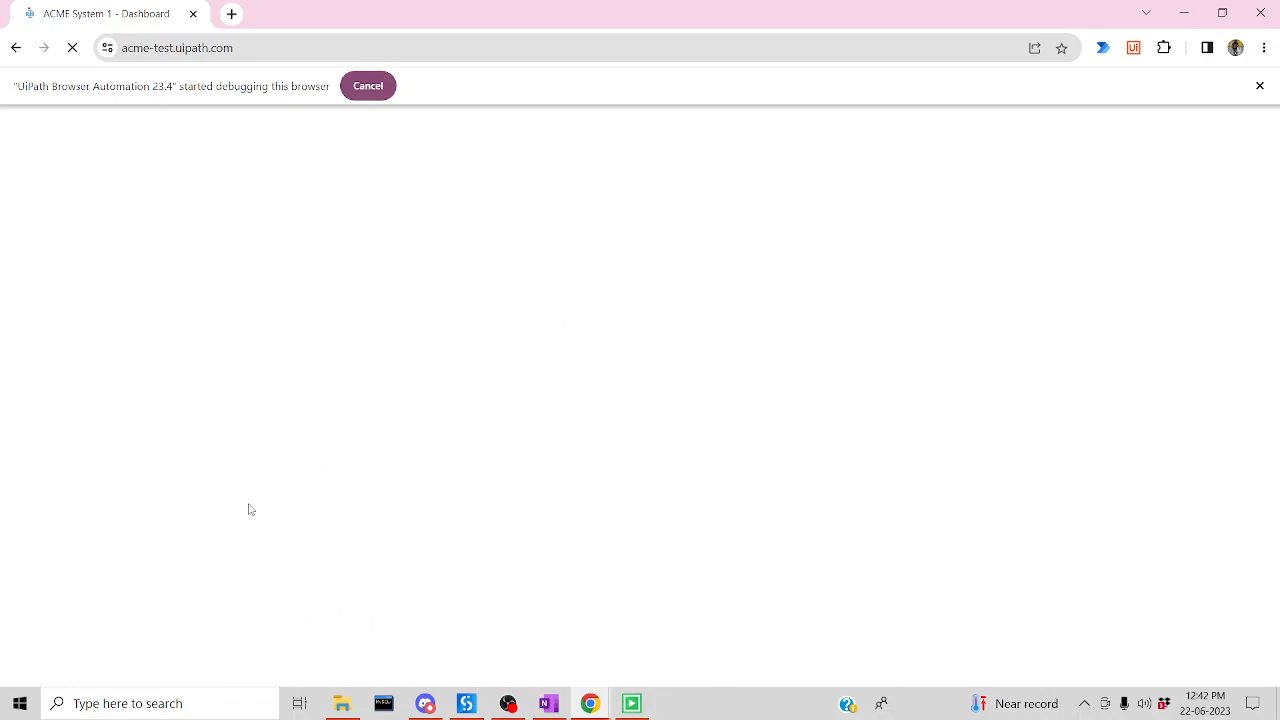 ACME System 1 - Dashboard
acme-test.uipath.com
Ui
"UiPath Browser Automation 23.4" started debugging this browser
Cancel
Type here to search
N
Near record
12:42 PM
22-06-2023